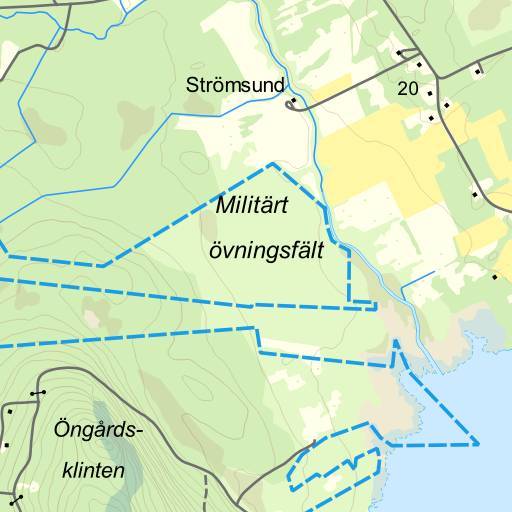 Strömsund
20
Militärt
övningsfält
Öngårds-
klinten